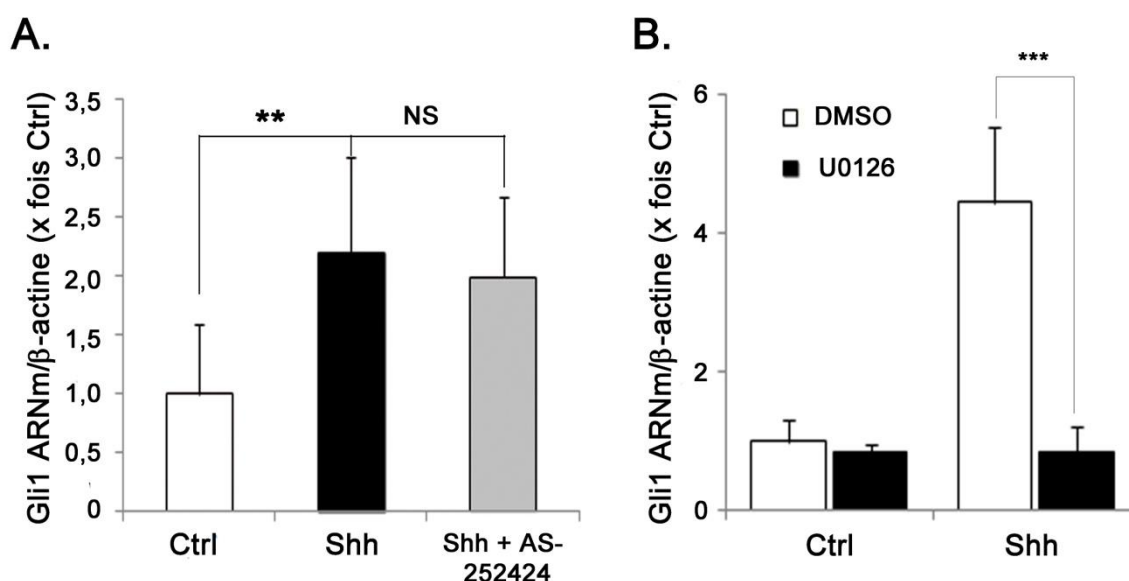 A.
Gli1 ARNm/β-actine (x fois Ctrl)
3,5
3,0
2,5
2,0
1,5
1,0
0,5
0
**
NS
Ctrl
Shh
Shh + AS-
252424
B.
Gli1 ARNm/β-actine (x fois Ctrl)
6
4
2
0
DMSO
U0126
***
Ctrl
Shh